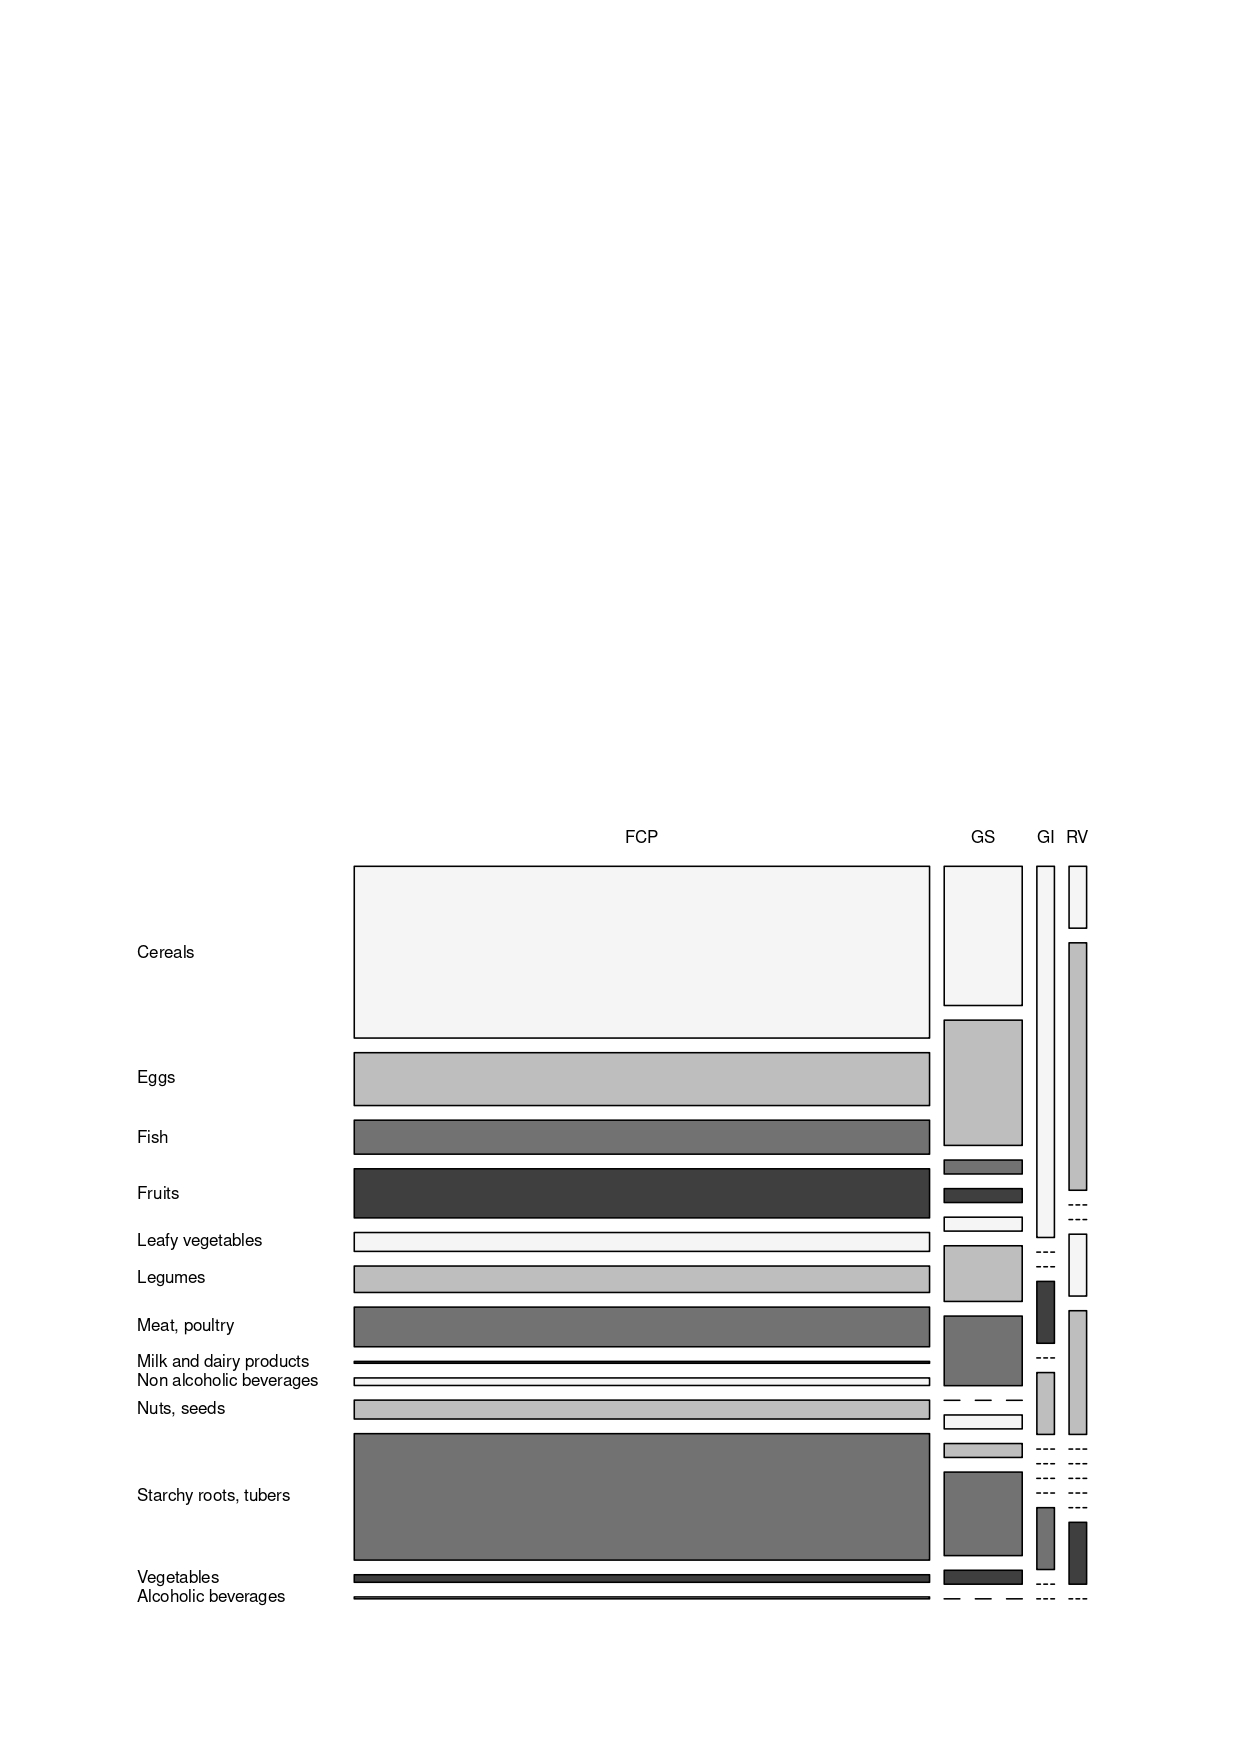 FCP GS GI RV
Cereals
Eggs
Fish
Fruits
Leafy vegetables
Legumes
Meat, poultry
Milk and dairy products
Non alcoholic beverages
Nuts, seeds
Starchy roots, tubers
Vegetables
Alcoholic beverages